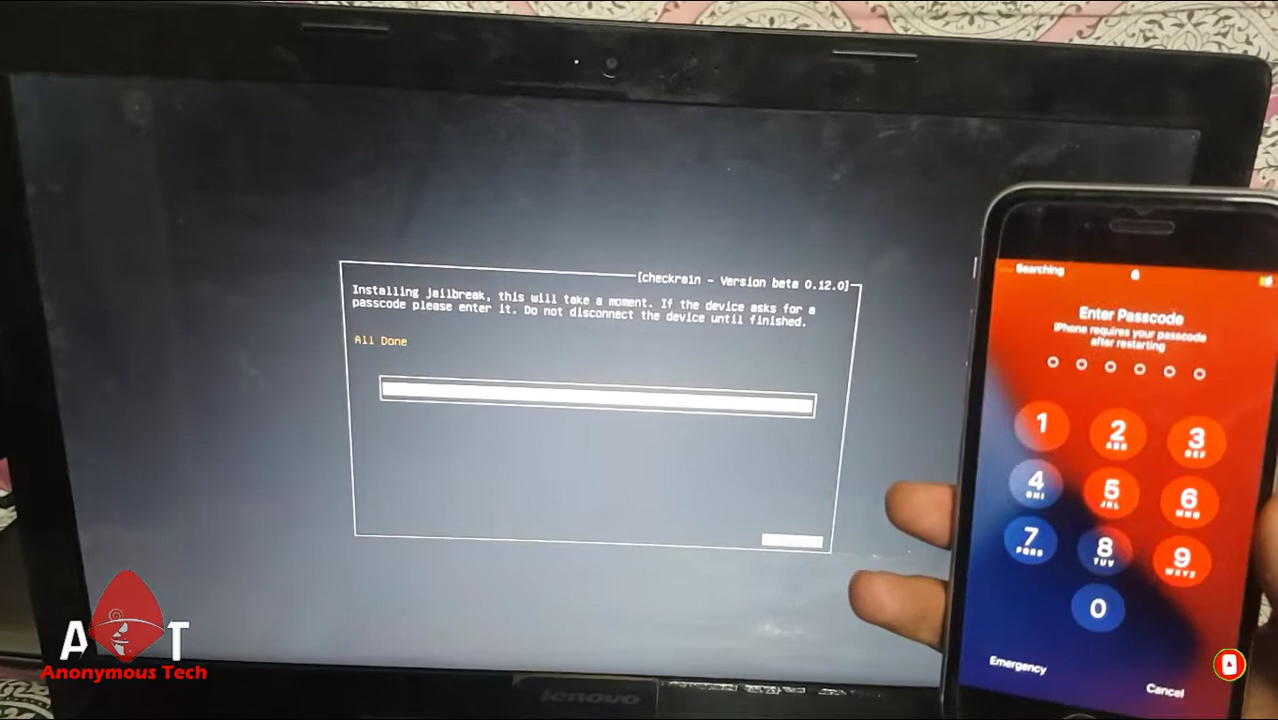 [checkra1n - Version beta 0.12.0]
Installing jailbreak, this will take a moment. If the device asks for a
passcode please enter it. Do not disconnect the device until finished.
All Done
Searching
Enter Passcode
iPhone requires your passcode
after restarting
1
2
ABC
3
DEF
4
GHI
5
JKL
6
MNO
7
PQRS
8
TUV
9
WXYZ
0
Emergency
Cancel
lenovo
A T
Anonymous Tech